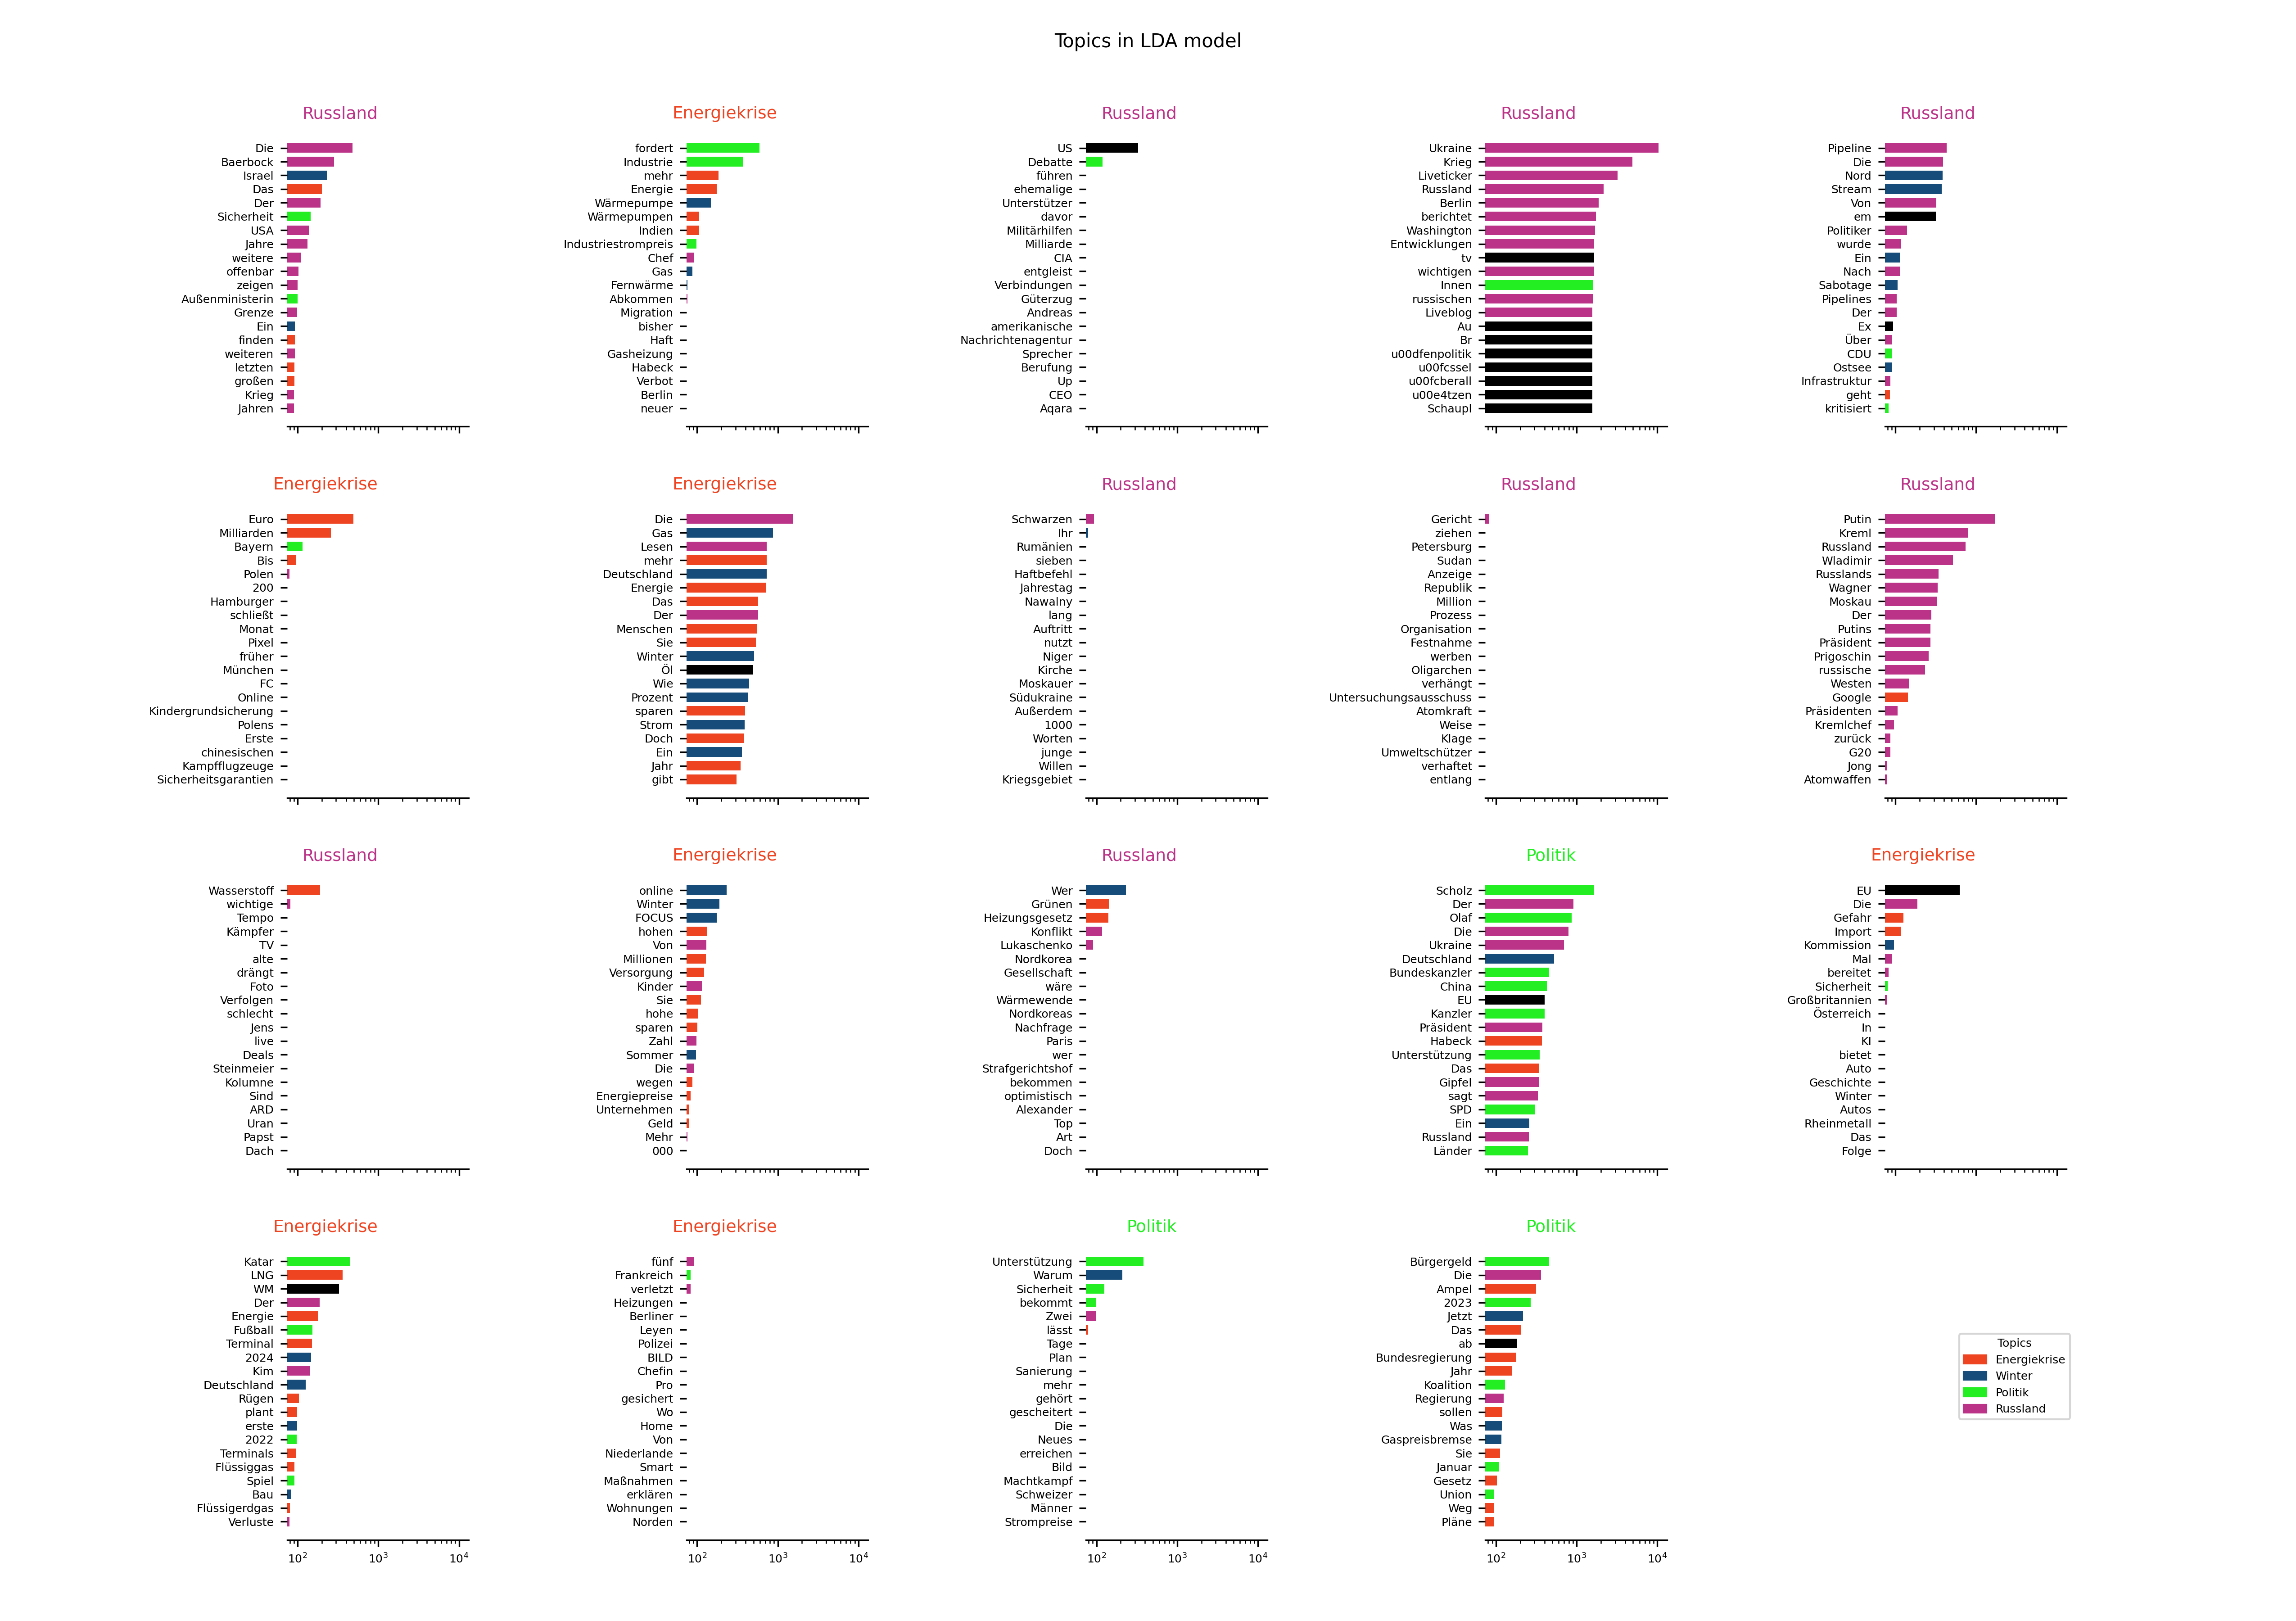 Topics in LDA model
Russland
Die
Baerbock
Israel
Das
Der
Sicherheit
USA
Jahre
weitere
offenbar
zeigen
Außenministerin
Grenze
Ein
finden
weiteren
letzten
großen
Krieg
Jahren
Energiekrise
fordert
Industrie
mehr
Energie
Wärmepumpe
Wärmepumpen
Indien
Industriestrompreis
Chef
Gas
Fernwärme
Abkommen
Migration
bisher
Haft
Gasheizung
Habeck
Verbot
Berlin
neuer
Russland
US
Debatte
führen
ehemalige
Unterstützer
davor
Militärhilfen
Milliarde
CIA
entgleist
Verbindungen
Güterzug
Andreas
amerikanische
Nachrichtenagentur
Sprecher
Berufung
Up
CEO
Aqara
Russland
Ukraine
Krieg
Liveticker
Russland
Berlin
berichtet
Washington
Entwicklungen
tv
wichtigen
Innen
russischen
Liveblog
Au
Br
u00dfenpolitik
u00fcssel
u00fcberall
u00e4tzen
Schaupl
Russland
Pipeline
Die
Nord
Stream
Von
em
Politiker
wurde
Ein
Nach
Sabotage
Pipelines
Der
Ex
Über
CDU
Ostsee
Infrastruktur
geht
kritisiert
Energiekrise
Euro
Milliarden
Bayern
Bis
Polen
200
Hamburger
schließt
Monat
Pixel
früher
München
FC
Online
Kindergrundsicherung
Polens
Erste
chinesischen
Kampfflugzeuge
Sicherheitsgarantien
Energiekrise
Die
Gas
Lesen
mehr
Deutschland
Energie
Das
Der
Menschen
Sie
Winter
Öl
Wie
Prozent
sparen
Strom
Doch
Ein
Jahr
gibt
Russland
Schwarzen
Ihr
Rumänien
sieben
Haftbefehl
Jahrestag
Nawalny
lang
Auftritt
nutzt
Niger
Kirche
Moskauer
Südukraine
Außerdem
1000
Worten
junge
Willen
Kriegsgebiet
Russland
Gericht
ziehen
Petersburg
Sudan
Anzeige
Republik
Million
Prozess
Organisation
Festnahme
werben
Oligarchen
verhängt
Untersuchungsausschuss
Atomkraft
Weise
Klage
Umweltschützer
verhaftet
entlang
Russland
Putin
Kreml
Russland
Wladimir
Russlands
Wagner
Moskau
Der
Putins
Präsident
Prigoschin
russische
Westen
Google
Präsidenten
Kremlchef
zurück
G20
Jong
Atomwaffen
Russland
Wasserstoff
wichtige
Tempo
Kämpfer
TV
alte
drängt
Foto
Verfolgen
schlecht
Jens
live
Deals
Steinmeier
Kolumne
Sind
ARD
Uran
Papst
Dach
Energiekrise
online
Winter
FOCUS
hohen
Von
Millionen
Versorgung
Kinder
Sie
hohe
sparen
Zahl
Sommer
Die
wegen
Energiepreise
Unternehmen
Geld
Mehr
000
Russland
Wer
Grünen
Heizungsgesetz
Konflikt
Lukaschenko
Nordkorea
Gesellschaft
wäre
Wärmewende
Nordkoreas
Nachfrage
Paris
wer
Strafgerichtshof
bekommen
optimistisch
Alexander
Top
Art
Doch
Politik
Scholz
Der
Olaf
Die
Ukraine
Deutschland
Bundeskanzler
China
EU
Kanzler
Präsident
Habeck
Unterstützung
Das
Gipfel
sagt
SPD
Ein
Russland
Länder
Energiekrise
EU
Die
Gefahr
Import
Kommission
Mal
bereitet
Sicherheit
Großbritannien
Österreich
In
KI
bietet
Auto
Geschichte
Winter
Autos
Rheinmetall
Das
Folge
Energiekrise
Katar
LNG
WM
Der
Energie
Fußball
Terminal
2024
Kim
Deutschland
Rügen
plant
erste
2022
Terminals
Flüssiggas
Spiel
Bau
Flüssigerdgas
Verluste
10² 10³ 10⁴
Energiekrise
fünf
Frankreich
verletzt
Heizungen
Berliner
Leyen
Polizei
BILD
Chefin
Pro
gesichert
Wo
Home
Von
Niederlande
Smart
Maßnahmen
erklären
Wohnungen
Norden
10² 10³ 10⁴
Politik
Unterstützung
Warum
Sicherheit
bekommt
Zwei
lässt
Tage
Plan
Sanierung
mehr
gehört
gescheitert
Die
Neues
erreichen
Bild
Machtkampf
Schweizer
Männer
Strompreise
10² 10³ 10⁴
Politik
Bürgergeld
Die
Ampel
2023
Jetzt
Das
ab
Bundesregierung
Jahr
Koalition
Regierung
sollen
Was
Gaspreisbremse
Sie
Januar
Gesetz
Union
Weg
Pläne
10² 10³ 10⁴
Topics
Energiekrise
Winter
Politik
Russland